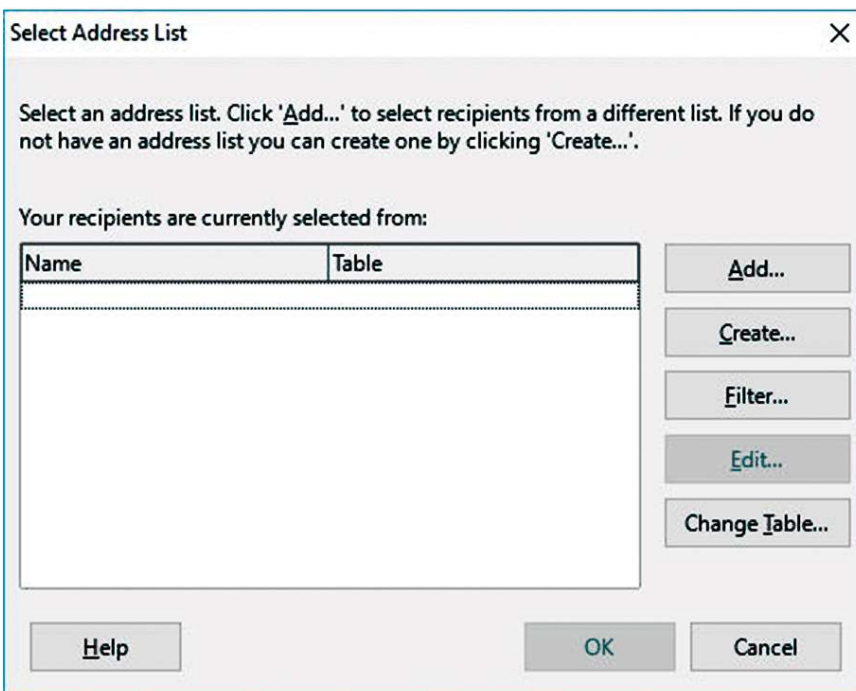 Select Address List
Select an address list. Click 'Add...' to select recipients from a different list. If you do
not have an address list you can create one by clicking 'Create...'.
Your recipients are currently selected from:
Name Table
Add...
Create...
Filter...
Edit...
Change Table...
Help OK Cancel